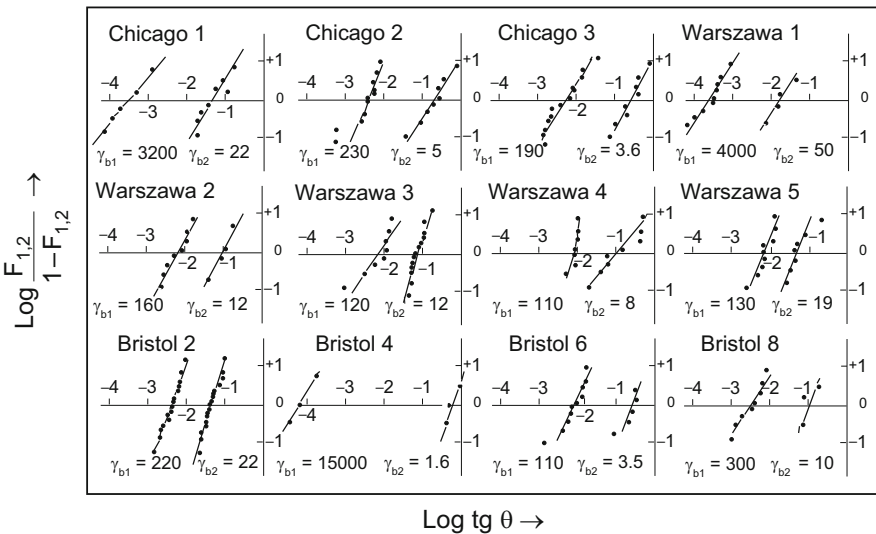 Chicago 1 Chicago 2 Chicago 3 Warszawa 1
+1 +1 +1 +1
−4 −3 −2 −1 0
−4 −3 −2 −1 0
−4 −3 −2 −1 0
−4 −3 −2 −1 0
−1 −1 −1 −1
γb1 = 3200 γb2 = 22 γb1 = 230 γb2 = 5 γb1 = 190 γb2 = 3.6 γb1 = 4000 γb2 = 50
Warszawa 2 Warszawa 3 Warszawa 4 Warszawa 5
+1 +1 +1 +1
−4 −3 −2 −1 0
−4 −3 −2 −1 0
−4 −3 −2 −1 0
−4 −3 −2 −1 0
−1 −1 −1 −1
γb1 = 160 γb2 = 12 γb1 = 120 γb2 = 12 γb1 = 110 γb2 = 8 γb1 = 130 γb2 = 19
Bristol 2 Bristol 4 Bristol 6 Bristol 8
+1 +1 +1 +1
−4 −3 −2 −1 0
−4 −3 −2 −1 0
−4 −3 −2 −1 0
−4 −3 −2 −1 0
−1 −1 −1 −1
γb1 = 220 γb2 = 22 γb1 = 15000 γb2 = 1.6 γb1 = 110 γb2 = 3.5 γb1 = 300 γb2 = 10
Log F1,2 / 1−F1,2 →
Log tg θ →